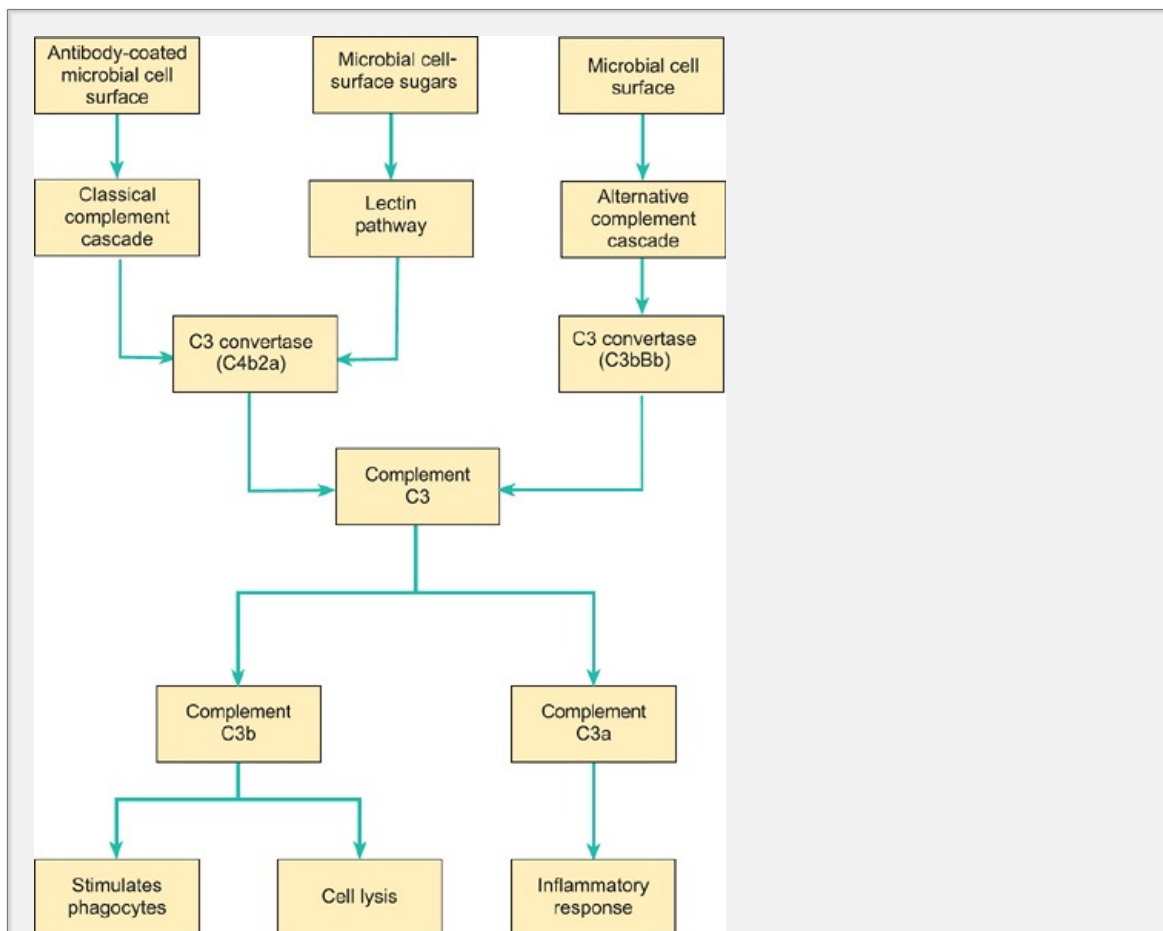 Antibody-coated
microbial cell
surface
Microbial cell-
surface sugars
Microbial cell
surface
Classical
complement
cascade
Lectin
pathway
Alternative
complement
cascade
C3 convertase
(C4b2a)
C3 convertase
(C3bBb)
Complement
C3
Complement
C3b
Complement
C3a
Stimulates
phagocytes
Cell lysis
Inflammatory
response